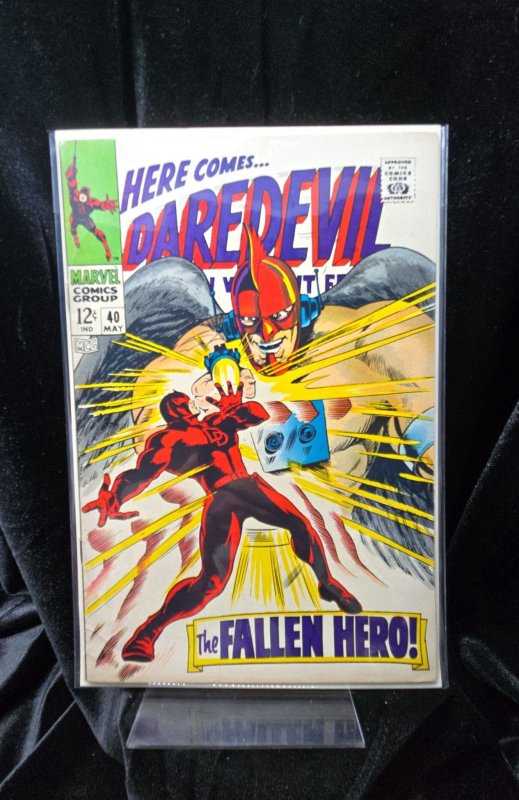 HERE COMES...
DAREDEVIL
APPROVED
BY THE
COMICS
CODE
AUTHORITY
MARVEL
COMICS
GROUP
12¢
IND
40
MAY
The FALLEN HERO!